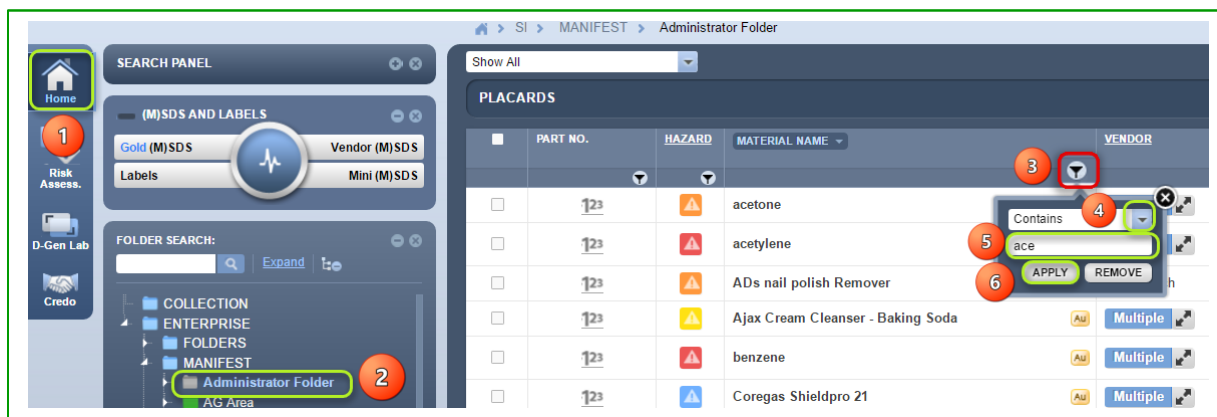 SI > MANIFEST > Administrator Folder
Home
1
Risk
Assess.
D-Gen Lab
Credo
SEARCH PANEL
(M)SDS AND LABELS
Gold (M)SDS
Vendor (M)SDS
Labels
Mini (M)SDS
FOLDER SEARCH:
Expand
COLLECTION
ENTERPRISE
FOLDERS
MANIFEST
Administrator Folder
2
AG Area
Show All
PLACARDS
PART NO. HAZARD MATERIAL NAME VENDOR
3
123 acetone
123 acetylene
123 ADs nail polish Remover
123 Ajax Cream Cleanser - Baking Soda Au Multiple
123 benzene Au Multiple
123 Coregas Shieldpro 21 Au Multiple
Contains
4
5
ace
6
APPLY REMOVE